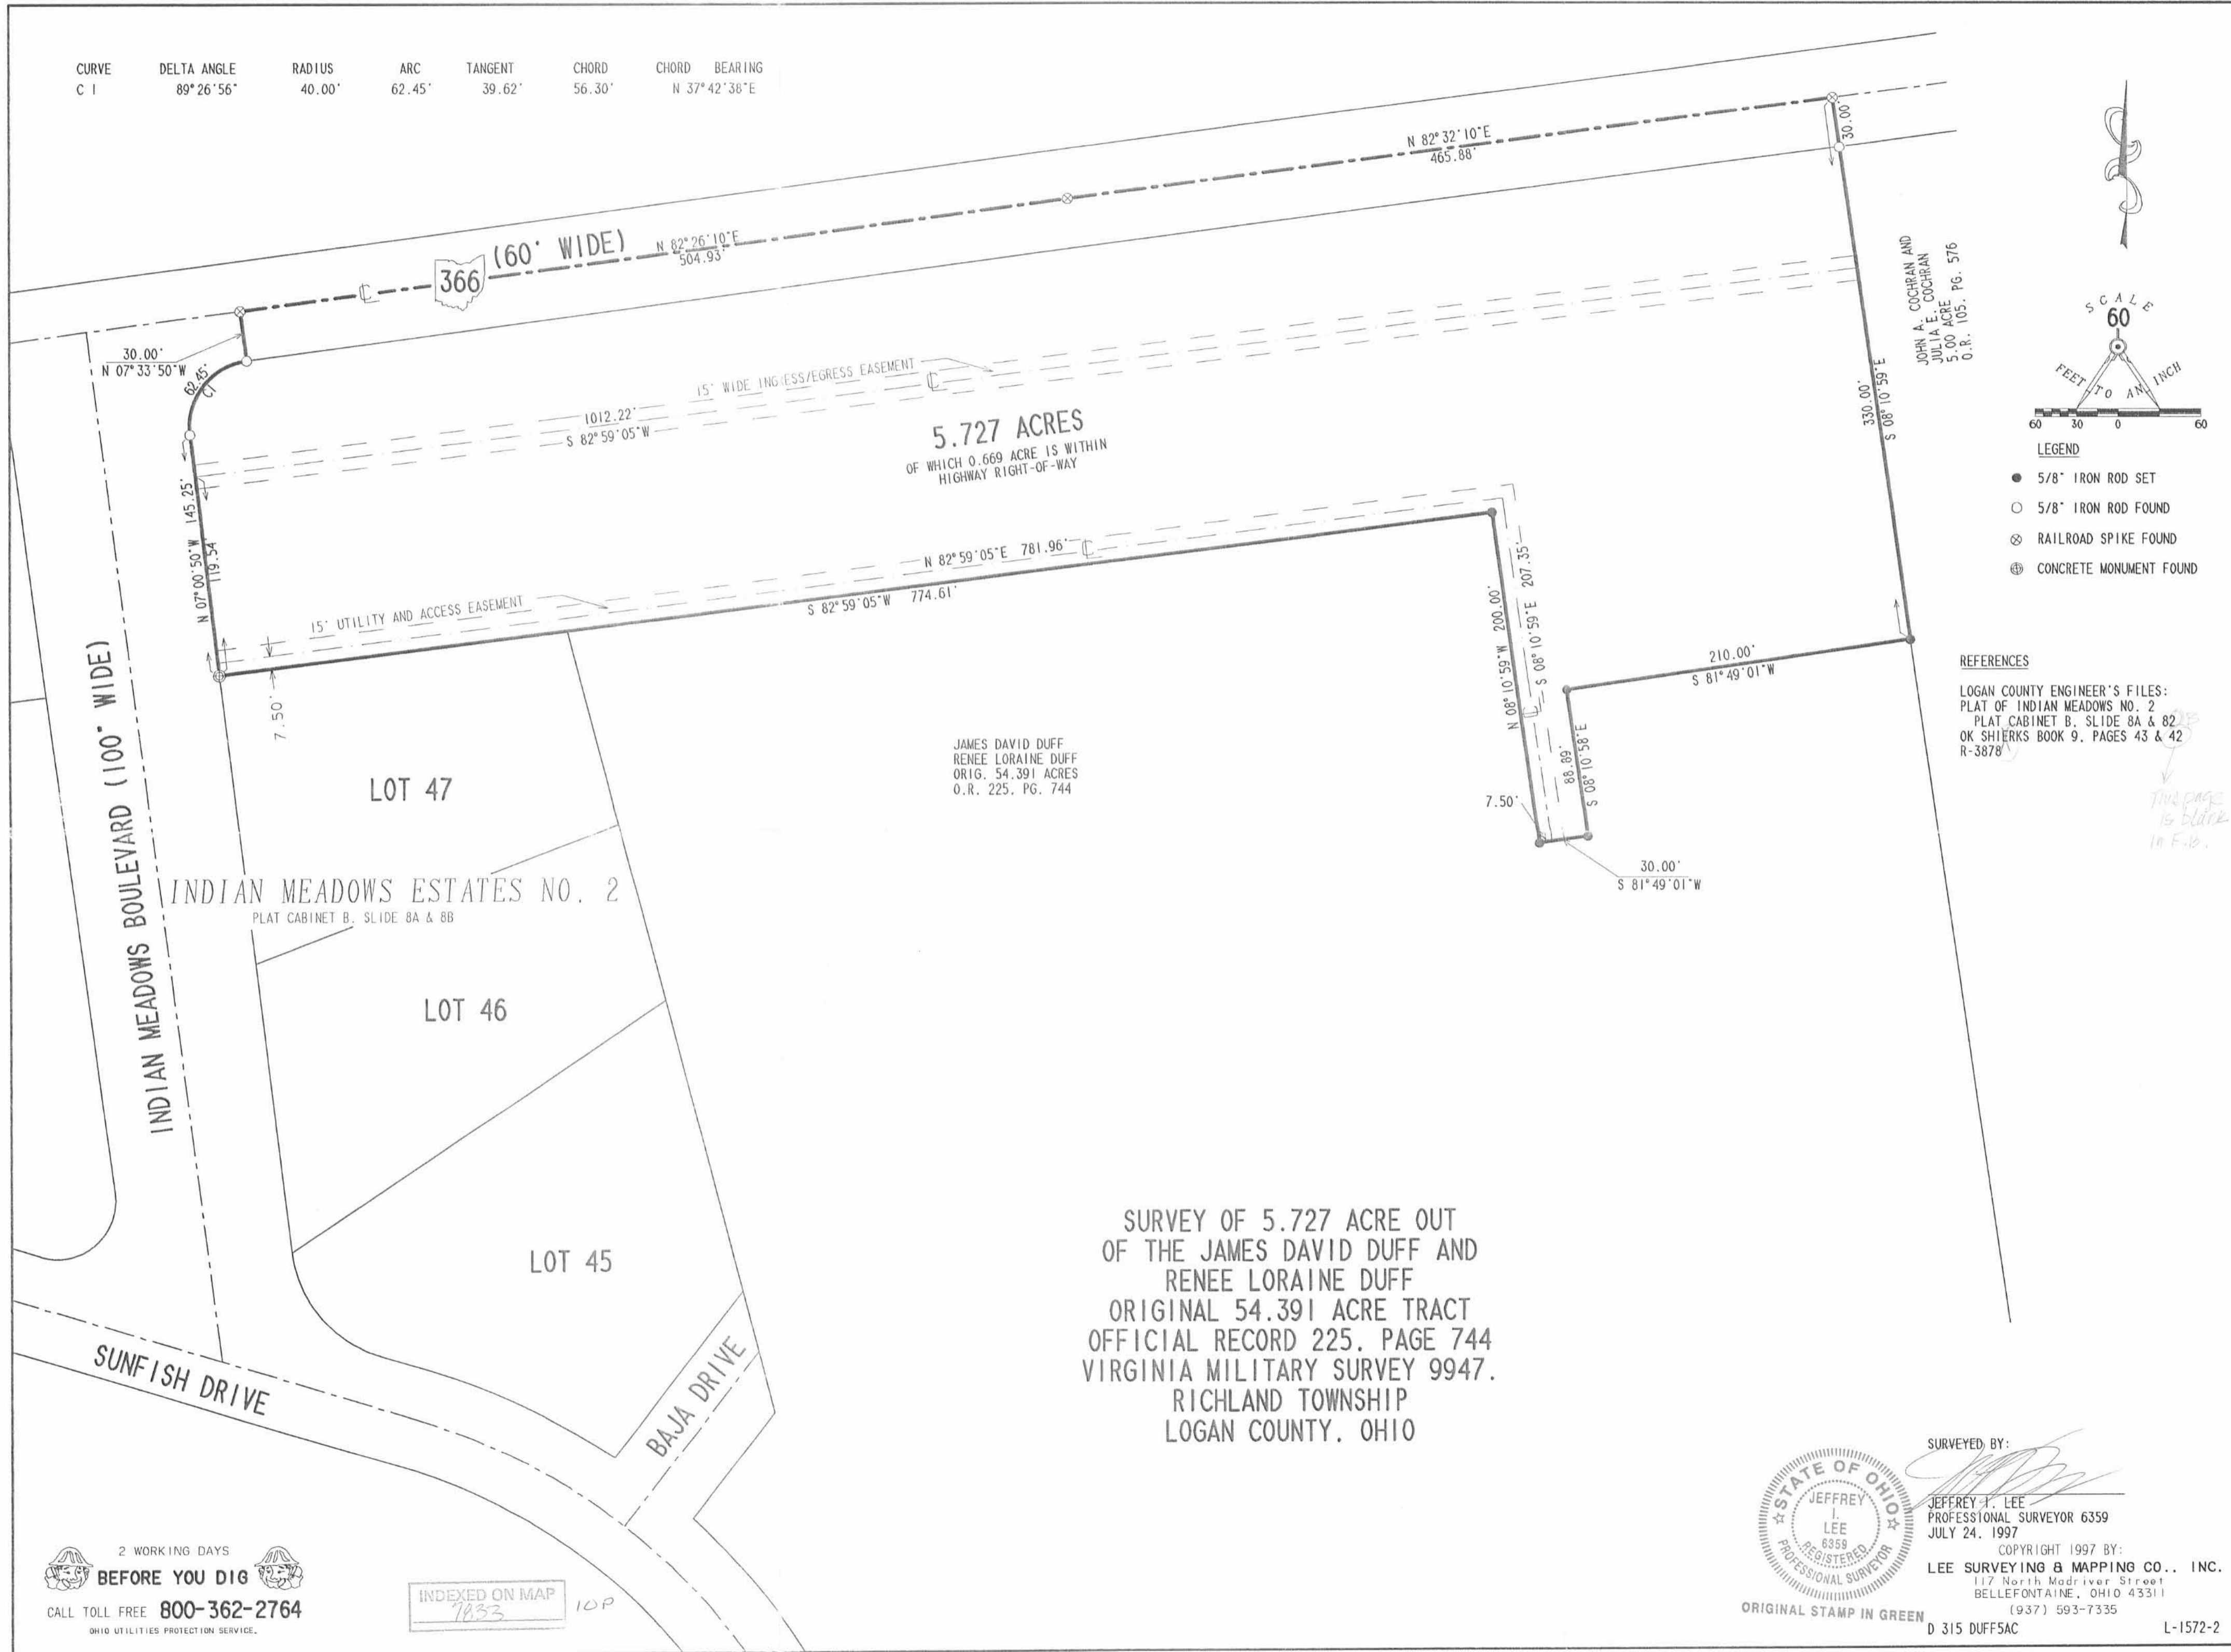 CURVE DELTA ANGLE RADIUS ARC TANGENT CHORD CHORD BEARING
C 1 89°26'56" 40.00' 62.45' 39.62' 56.30' N 37°42'38"E
N 82°32'10"E
465.88'
30.00'
(60' WIDE)
366
N 82°26'10"E
504.93'
℄
30.00'
N 07°33'50"W
62.45'
C1
15' WIDE INGRESS/EGRESS EASEMENT
℄
1012.22'
S 82°59'05"W
5.727 ACRES
OF WHICH 0.669 ACRE IS WITHIN
HIGHWAY RIGHT-OF-WAY
JOHN A. COCHRAN AND
JULIA E. COCHRAN
5.00 ACRE
O.R. 105. PG. 576
330.00'
S 08°10'59"E
SCALE
60
FEET TO AN INCH
60 30 0 60
LEGEND
5/8" IRON ROD SET
5/8" IRON ROD FOUND
RAILROAD SPIKE FOUND
CONCRETE MONUMENT FOUND
N 07°00'50"W 145.25'
119.54'
N 82°59'05"E 781.96'
℄
15' UTILITY AND ACCESS EASEMENT
S 82°59'05"W 774.61'
7.50'
N 08°10'59"W 200.00'
℄ S 08°10'59"E 207.35'
88.89'
S 08°10'58"E
210.00'
S 81°49'01"W
7.50'
30.00'
S 81°49'01"W
REFERENCES
LOGAN COUNTY ENGINEER'S FILES:
PLAT OF INDIAN MEADOWS NO. 2
PLAT CABINET B. SLIDE 8A & 82
OK SHIERKS BOOK 9. PAGES 43 & 42
R-3878
This page
is blank
in F.b.
JAMES DAVID DUFF
RENEE LORAINE DUFF
ORIG. 54.391 ACRES
O.R. 225. PG. 744
INDIAN MEADOWS BOULEVARD (100' WIDE)
LOT 47
INDIAN MEADOWS ESTATES NO. 2
PLAT CABINET B. SLIDE 8A & 8B
LOT 46
LOT 45
SUNFISH DRIVE
BAJA DRIVE
SURVEY OF 5.727 ACRE OUT
OF THE JAMES DAVID DUFF AND
RENEE LORAINE DUFF
ORIGINAL 54.391 ACRE TRACT
OFFICIAL RECORD 225. PAGE 744
VIRGINIA MILITARY SURVEY 9947.
RICHLAND TOWNSHIP
LOGAN COUNTY. OHIO
2 WORKING DAYS
BEFORE YOU DIG
CALL TOLL FREE 800-362-2764
OHIO UTILITIES PROTECTION SERVICE.
INDEXED ON MAP
7833
10P
STATE OF OHIO
JEFFREY
I.
LEE
6359
REGISTERED
PROFESSIONAL SURVEYOR
ORIGINAL STAMP IN GREEN
SURVEYED BY:
JEFFREY I. LEE
PROFESSIONAL SURVEYOR 6359
JULY 24. 1997
COPYRIGHT 1997 BY:
LEE SURVEYING & MAPPING CO.. INC.
117 North Madriver Street
BELLEFONTAINE. OHIO 43311
(937) 593-7335
D 315 DUFF5AC L-1572-2